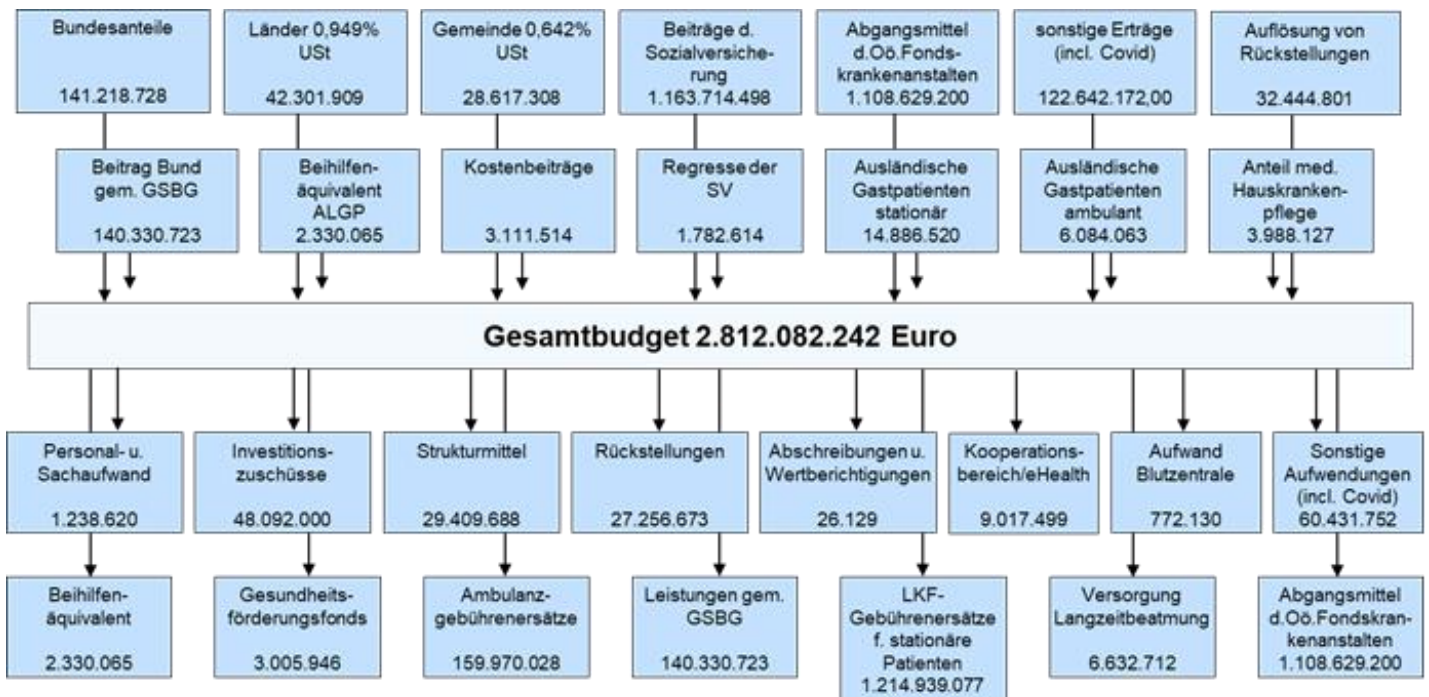 Bundesanteile
141.218.728
Länder 0,949%
USt
42.301.909
Gemeinde 0,642%
USt
28.617.308
Beiträge d.
Sozialversiche-
rung
1.163.714.498
Abgangsmittel
d.Oö.Fonds-
krankenanstalten
1.108.629.200
sonstige Erträge
(incl. Covid)
122.642.172,00
Auflösung von
Rückstellungen
32.444.801
Beitrag Bund
gem. GSBG
140.330.723
Beihilfen-
äquivalent
ALGP
2.330.065
Kostenbeiträge
3.111.514
Regresse der
SV
1.782.614
Ausländische
Gastpatienten
stationär
14.886.520
Ausländische
Gastpatienten
ambulant
6.084.063
Anteil med.
Hauskranken-
pflege
3.988.127
Gesamtbudget 2.812.082.242 Euro
Personal- u.
Sachaufwand
1.238.620
Investitions-
zuschüsse
48.092.000
Strukturmittel
29.409.688
Rückstellungen
27.256.673
Abschreibungen u.
Wertberichtigungen
26.129
Kooperations-
bereich/eHealth
9.017.499
Aufwand
Blutzentrale
772.130
Sonstige
Aufwendungen
(incl. Covid)
60.431.752
Beihilfen-
äquivalent
2.330.065
Gesundheits-
förderungsfonds
3.005.946
Ambulanz-
gebührenersätze
159.970.028
Leistungen gem.
GSBG
140.330.723
LKF-
Gebührenersätze
f. stationäre
Patienten
1.214.939.077
Versorgung
Langzeitbeatmung
6.632.712
Abgangsmittel
d.Oö.Fondskran-
kenanstalten
1.108.629.200